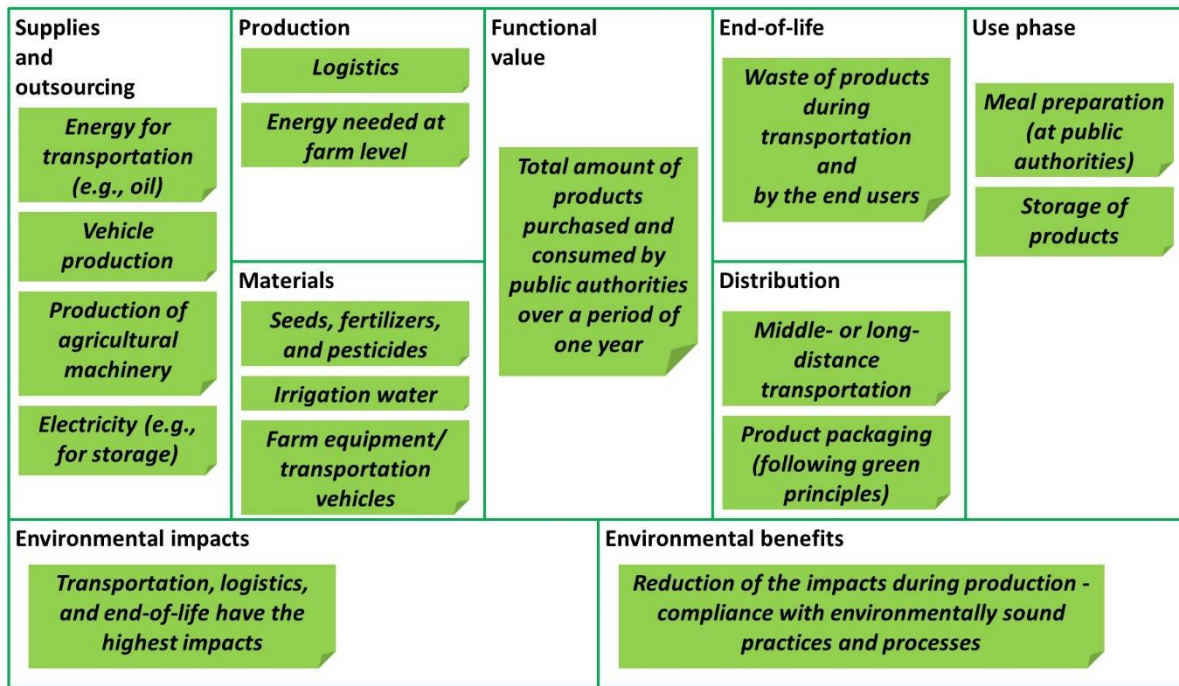 Supplies
and
outsourcing
Energy for
transportation
(e.g., oil)
Vehicle
production
Production of
agricultural
machinery
Electricity (e.g.,
for storage)
Production
Logistics
Energy needed at
farm level
Materials
Seeds, fertilizers,
and pesticides
Irrigation water
Farm equipment/
transportation
vehicles
Functional
value
Total amount of
products
purchased and
consumed by
public authorities
over a period of
one year
End-of-life
Waste of products
during
transportation
and
by the end users
Distribution
Middle- or long-
distance
transportation
Product packaging
(following green
principles)
Use phase
Meal preparation
(at public
authorities)
Storage of
products
Environmental impacts
Transportation, logistics,
and end-of-life have the
highest impacts
Environmental benefits
Reduction of the impacts during production -
compliance with environmentally sound
practices and processes